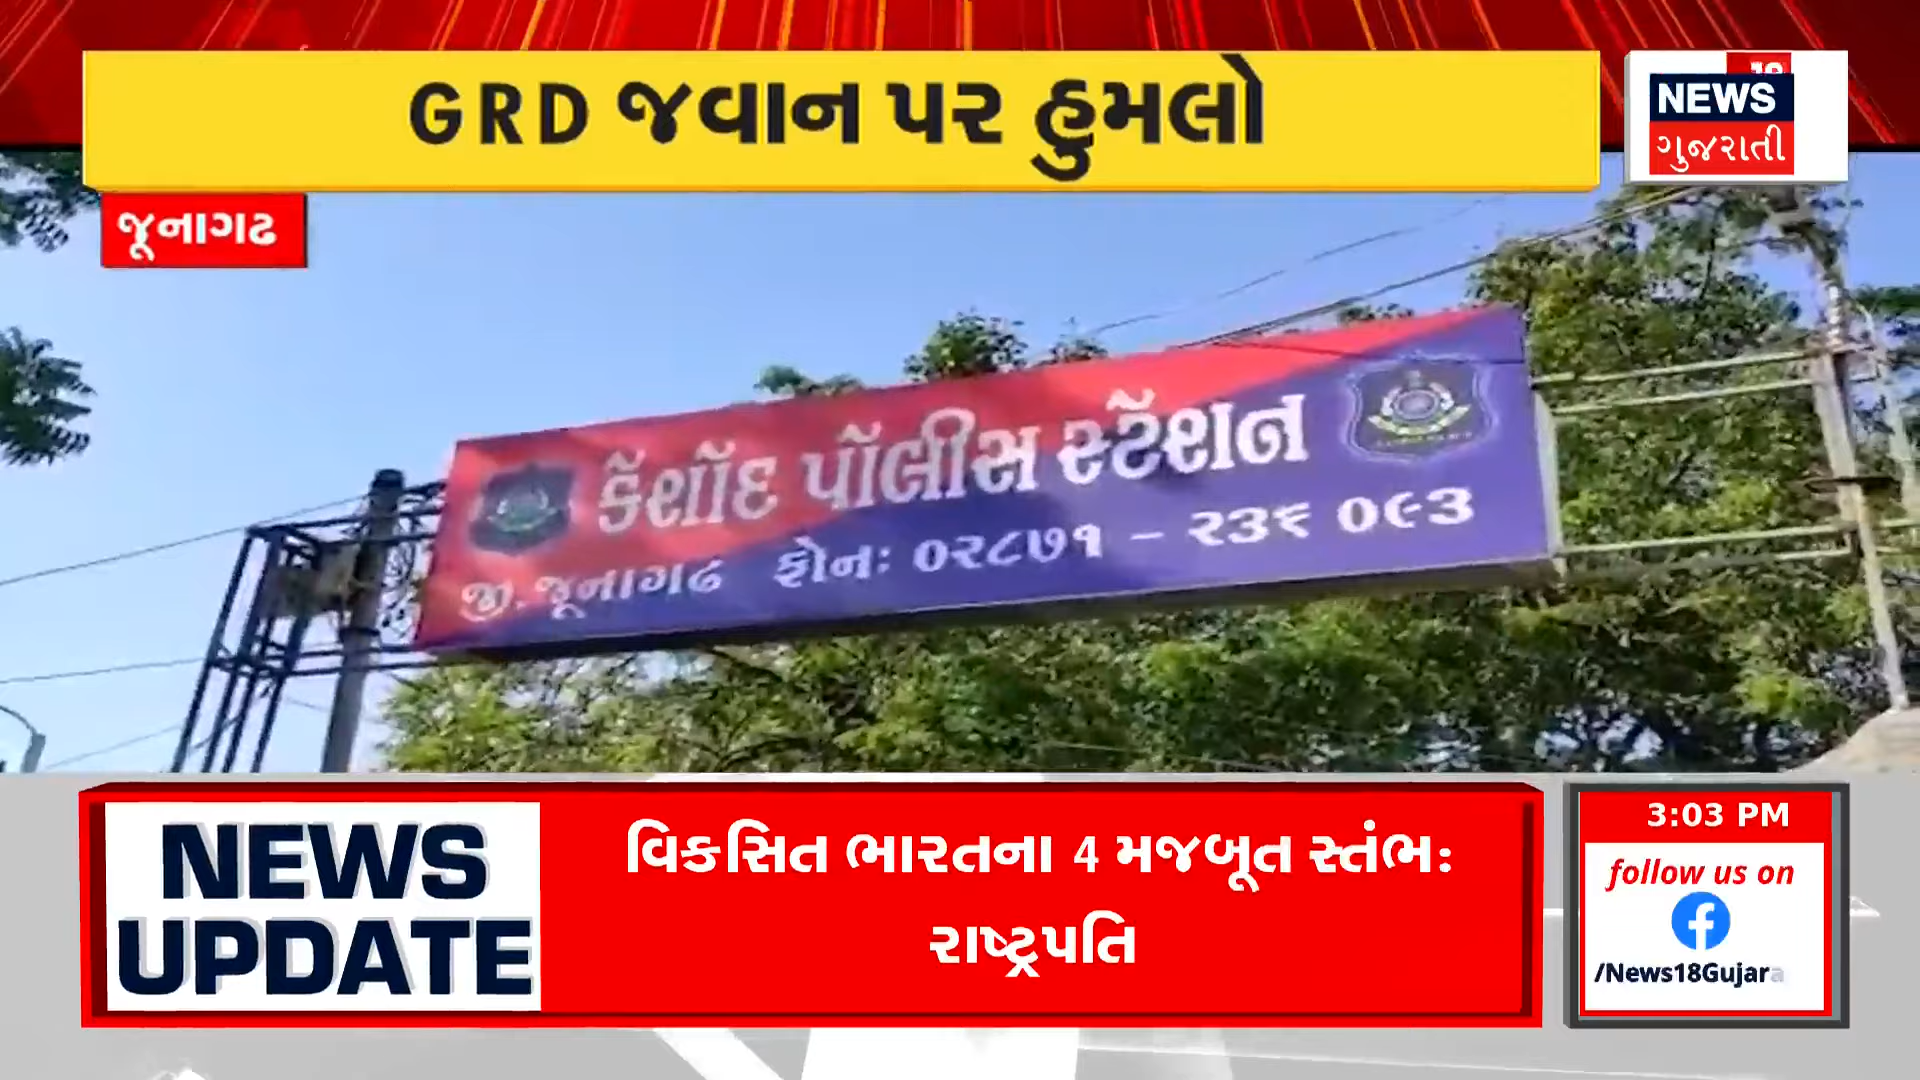 GRD જવાન પર હુમલો
NEWS
ગુજરાતી
જૂનાગઢ
કેશોદ પોલીસ સ્ટેશન
જી. જૂનાગઢ ફોન: ૦૨૮૭૧ - ૨૩૬ ૦૯૩
NEWS
UPDATE
વિકસિત ભારતના 4 મજબૂત સ્તંભ:
રાષ્ટ્રપતિ
3:03 PM
follow us on
/News18Gujara